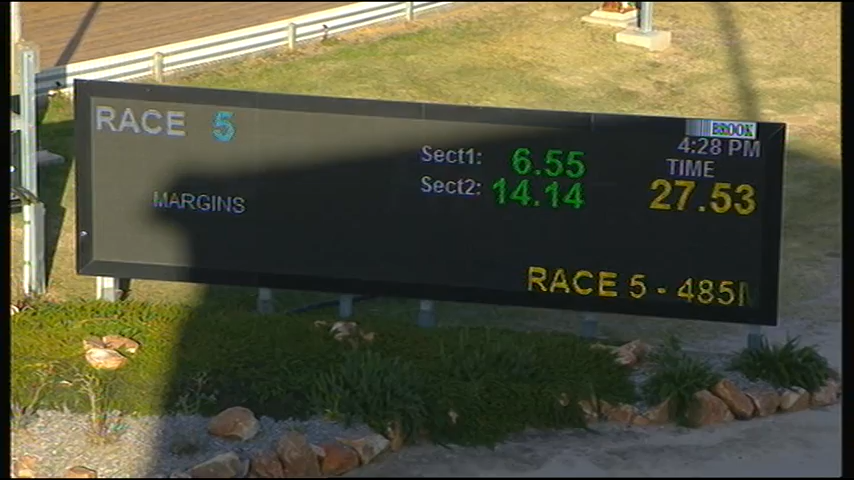 RACE 5
BROOK
4:28 PM
Sect1: 6.55
TIME
Sect2: 14.14
27.53
MARGINS
RACE 5 - 485M